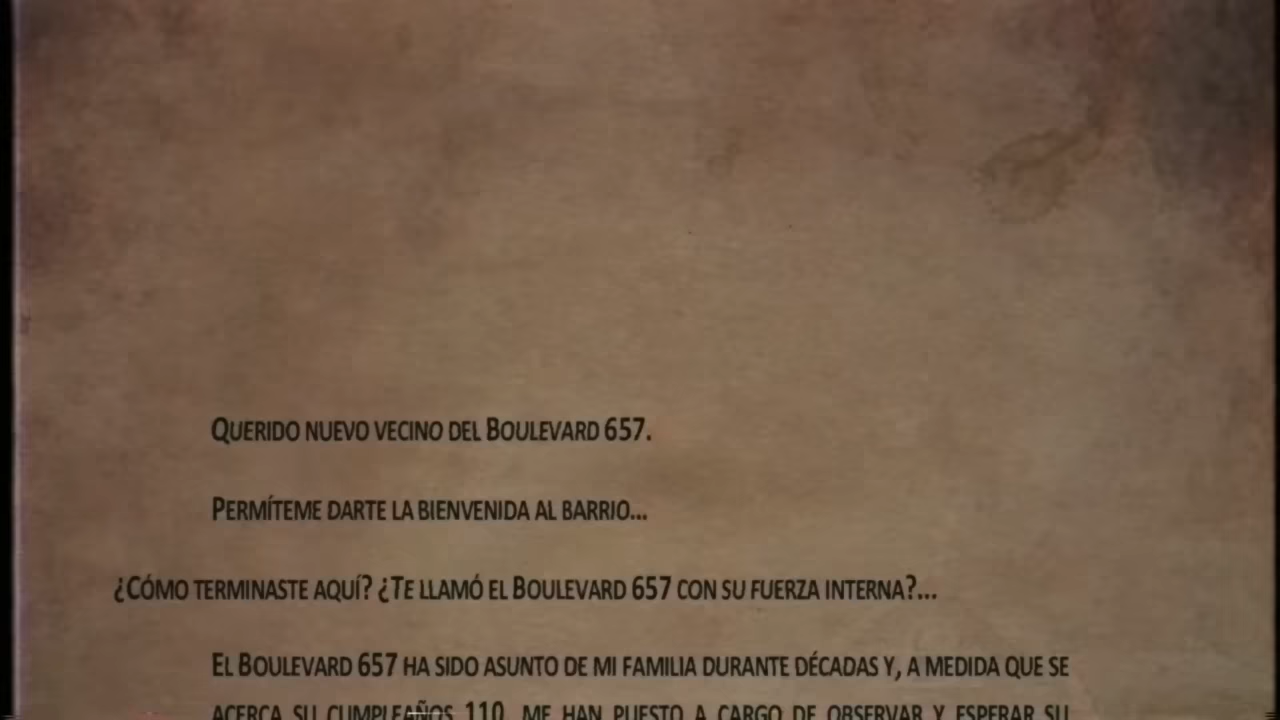 Querido nuevo vecino del Boulevard 657.
Permíteme darte la bienvenida al barrio...
¿Cómo terminaste aquí? ¿Te llamó el Boulevard 657 con su fuerza interna?...
El Boulevard 657 ha sido asunto de mi familia durante décadas y, a medida que se
acerca su cumpleaños 110, me han puesto a cargo de observar y esperar su